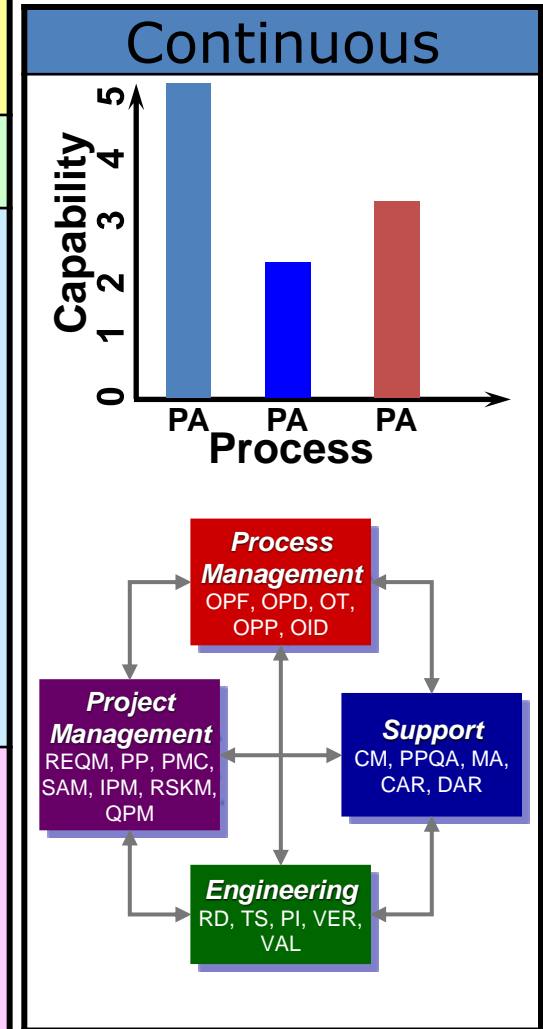 Continuous
Capability
5
4
3
2
1
0
PA PA PA
Process
Process
Management
OPF, OPD, OT,
OPP, OID
Project
Management
REQM, PP, PMC,
SAM, IPM, RSKM,
QPM
Support
CM, PPQA, MA,
CAR, DAR
Engineering
RD, TS, PI, VER,
VAL